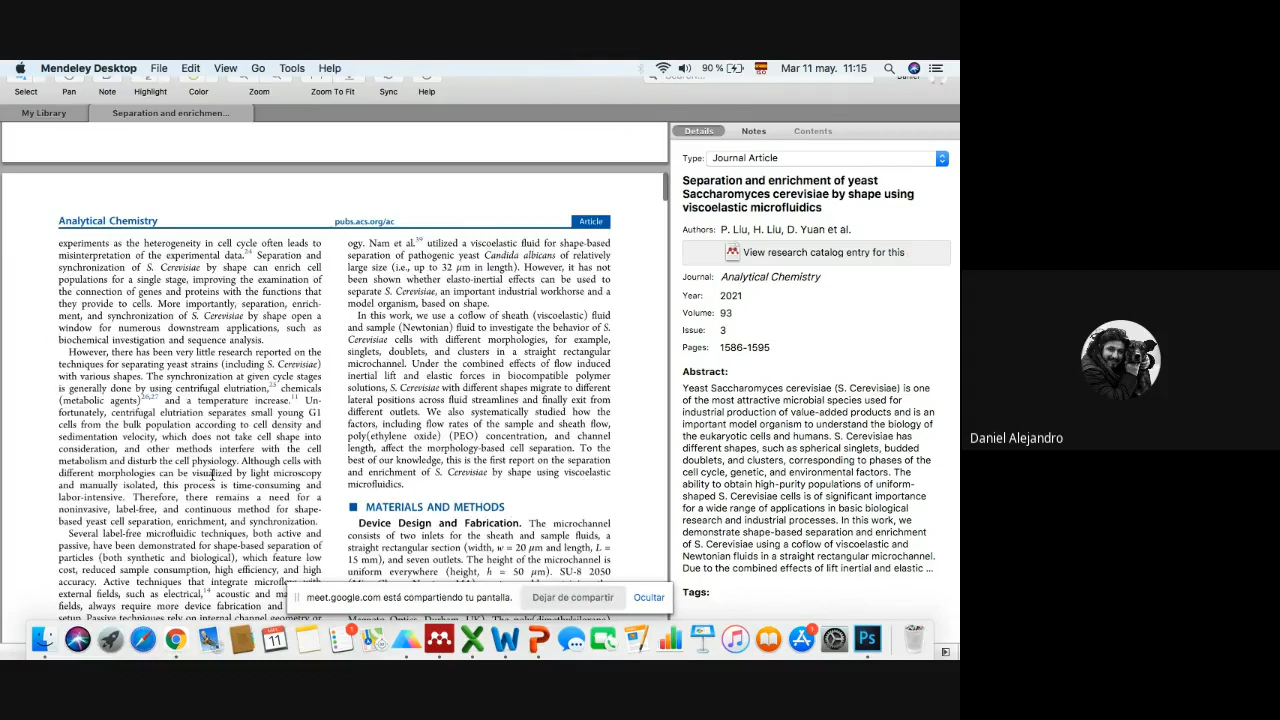 Mendeley Desktop File Edit View Go Tools Help
90 % Mar 11 may. 11:15
Select Pan Note Highlight Color Zoom Zoom To Fit Sync Help
My Library Separation and enrichmen...
Analytical Chemistry pubs.acs.org/ac Article
experiments as the heterogeneity in cell cycle often leads to
misinterpretation of the experimental data.24 Separation and
synchronization of S. Cerevisiae by shape can enrich cell
populations for a single stage, improving the examination of
the connection of genes and proteins with the functions that
they provide to cells. More importantly, separation, enrich-
ment, and synchronization of S. Cerevisiae by shape open a
window for numerous downstream applications, such as
biochemical investigation and sequence analysis.
However, there has been very little research reported on the
techniques for separating yeast strains (including S. Cerevisiae)
with various shapes. The synchronization at given cycle stages
is generally done by using centrifugal elutriation,25 chemicals
(metabolic agents)26,27 and a temperature increase.11 Un-
fortunately, centrifugal elutriation separates small young G1
cells from the bulk population according to cell density and
sedimentation velocity, which does not take cell shape into
consideration, and other methods interfere with the cell
metabolism and disturb the cell physiology. Although cells with
different morphologies can be visualized by light microscopy
and manually isolated, this process is time-consuming and
labor-intensive. Therefore, there remains a need for a
noninvasive, label-free, and continuous method for shape-
based yeast cell separation, enrichment, and synchronization.
Several label-free microfluidic techniques, both active and
passive, have been demonstrated for shape-based separation of
particles (both synthetic and biological), which feature low
cost, reduced sample consumption, high efficiency, and high
accuracy. Active techniques that integrate microflow with
external fields, such as electrical,14 acoustic and
fields, always require more device fabrication and
setup. Passive techniques rely on internal channel geometry or
ogy. Nam et al.39 utilized a viscoelastic fluid for shape-based
separation of pathogenic yeast Candida albicans of relatively
large size (i.e., up to 32 μm in length). However, it has not
been shown whether elasto-inertial effects can be used to
separate S. Cerevisiae, an important industrial workhorse and a
model organism, based on shape.
In this work, we use a coflow of sheath (viscoelastic) fluid
and sample (Newtonian) fluid to investigate the behavior of S.
Cerevisiae cells with different morphologies, for example,
singlets, doublets, and clusters in a straight rectangular
microchannel. Under the combined effects of flow induced
inertial lift and elastic forces in biocompatible polymer
solutions, S. Cerevisiae with different shapes migrate to different
lateral positions across fluid streamlines and finally exit from
different outlets. We also systematically studied how the
factors, including flow rates of the sample and sheath flow,
poly(ethylene oxide) (PEO) concentration, and channel
length, affect the morphology-based cell separation. To the
best of our knowledge, this is the first report on the separation
and enrichment of S. Cerevisiae by shape using viscoelastic
microfluidics.
MATERIALS AND METHODS
Device Design and Fabrication. The microchannel
consists of two inlets for the sheath and sample fluids, a
straight rectangular section (width, w = 20 μm and length, L =
15 mm), and seven outlets. The height of the microchannel is
uniform everywhere (height, h = 50 μm). SU-8 2050
meet.google.com está compartiendo tu pantalla. Dejar de compartir Ocultar
Details Notes Contents
Type: Journal Article
Separation and enrichment of yeast
Saccharomyces cerevisiae by shape using
viscoelastic microfluidics
Authors: P. Liu, H. Liu, D. Yuan et al.
View research catalog entry for this
Journal: Analytical Chemistry
Year: 2021
Volume: 93
Issue: 3
Pages: 1586-1595
Abstract:
Yeast Saccharomyces cerevisiae (S. Cerevisiae) is one
of the most attractive microbial species used for
industrial production of value-added products and is an
important model organism to understand the biology of
the eukaryotic cells and humans. S. Cerevisiae has
different shapes, such as spherical singlets, budded
doublets, and clusters, corresponding to phases of the
cell cycle, genetic, and environmental factors. The
ability to obtain high-purity populations of uniform-
shaped S. Cerevisiae cells is of significant importance
for a wide range of applications in basic biological
research and industrial processes. In this work, we
demonstrate shape-based separation and enrichment
of S. Cerevisiae using a coflow of viscoelastic and
Newtonian fluids in a straight rectangular microchannel.
Due to the combined effects of lift inertial and elastic ...
Tags:
Daniel Alejandro